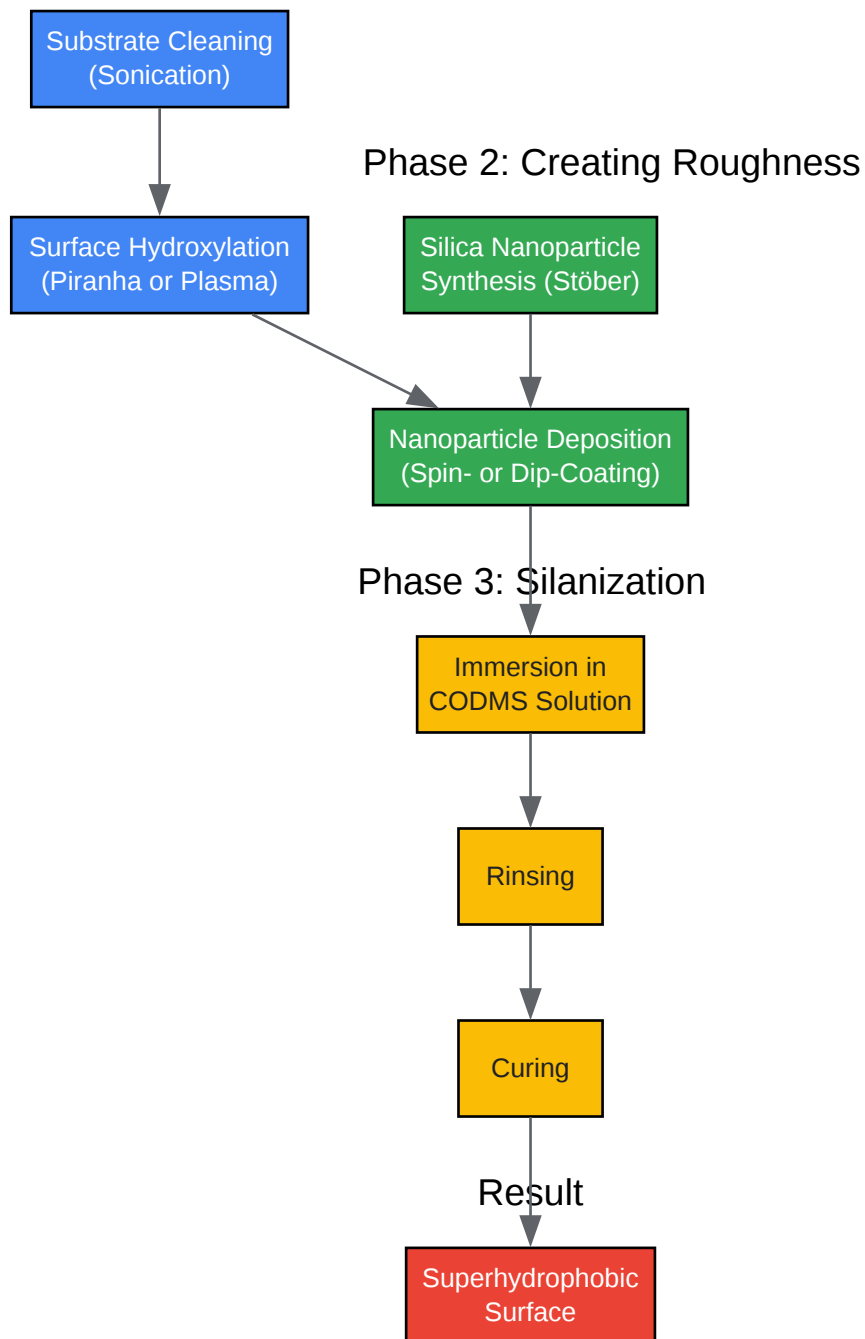 Substrate Cleaning
(Sonication)
Phase 2: Creating Roughness
Surface Hydroxylation
(Piranha or Plasma)
Silica Nanoparticle
Synthesis (Stöber)
Nanoparticle Deposition
(Spin- or Dip-Coating)
Phase 3: Silanization
Immersion in
CODMS Solution
Rinsing
Curing
Result
Superhydrophobic
Surface